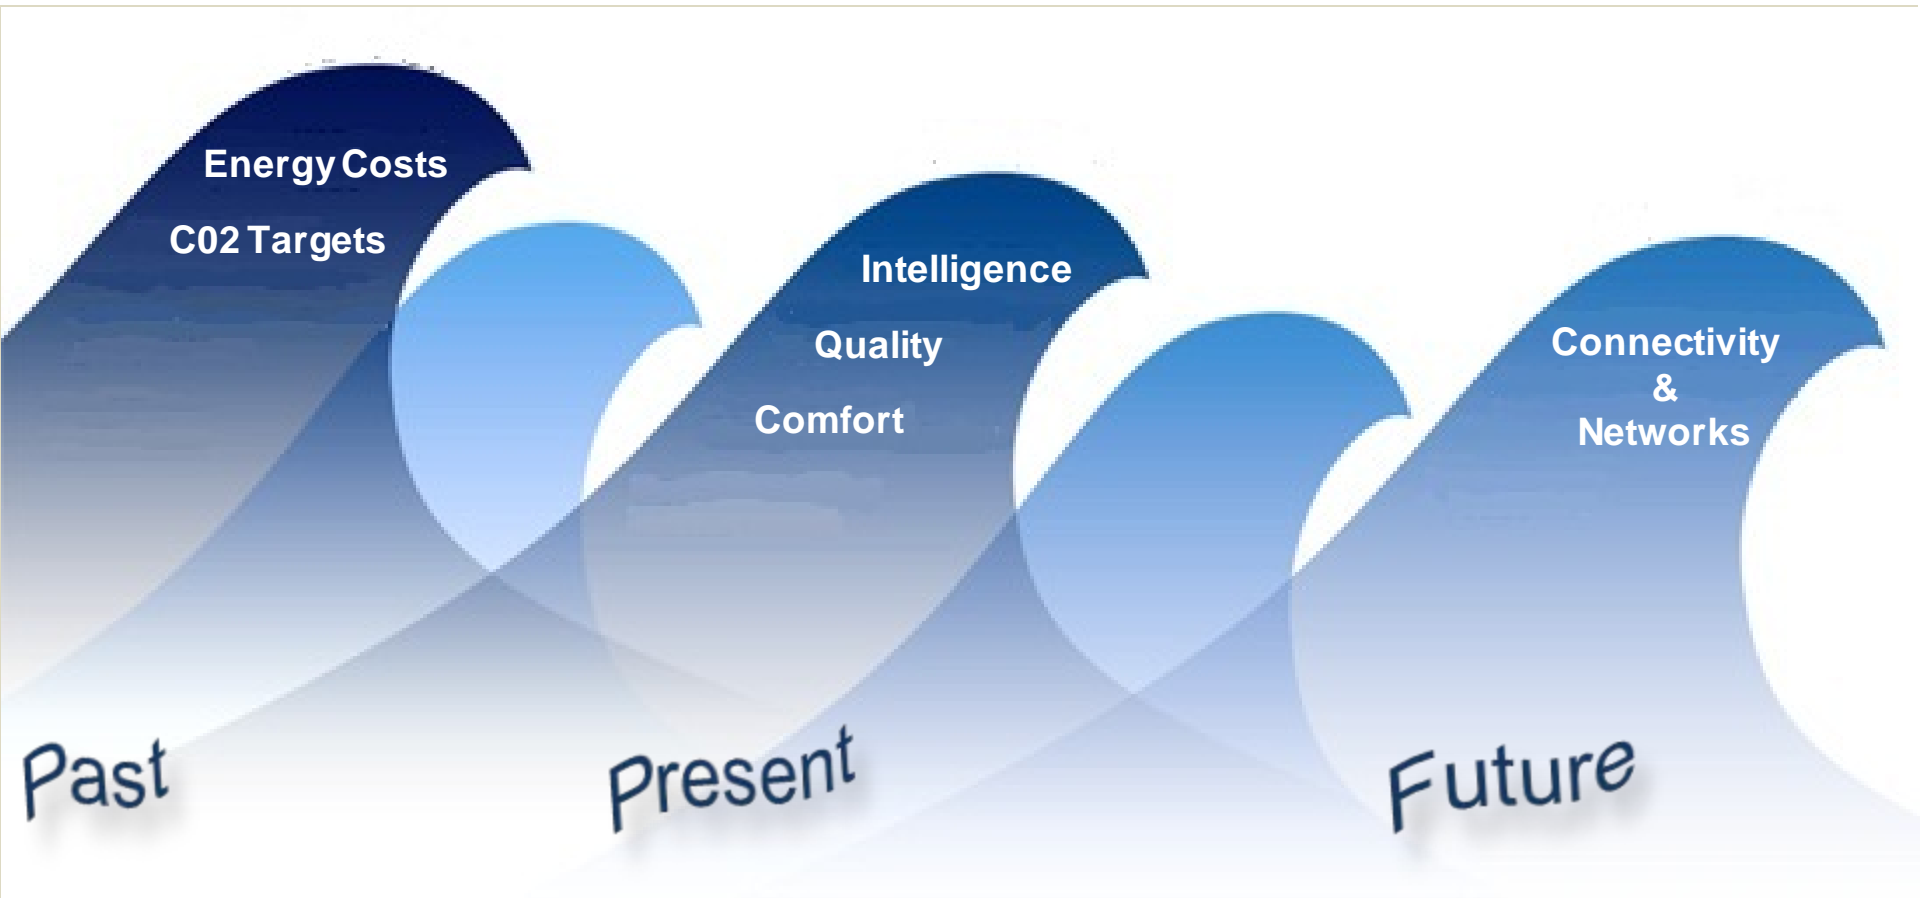 Energy Costs
C02 Targets
Intelligence
Quality
Comfort
Connectivity
&
Networks
Past
Present
Future